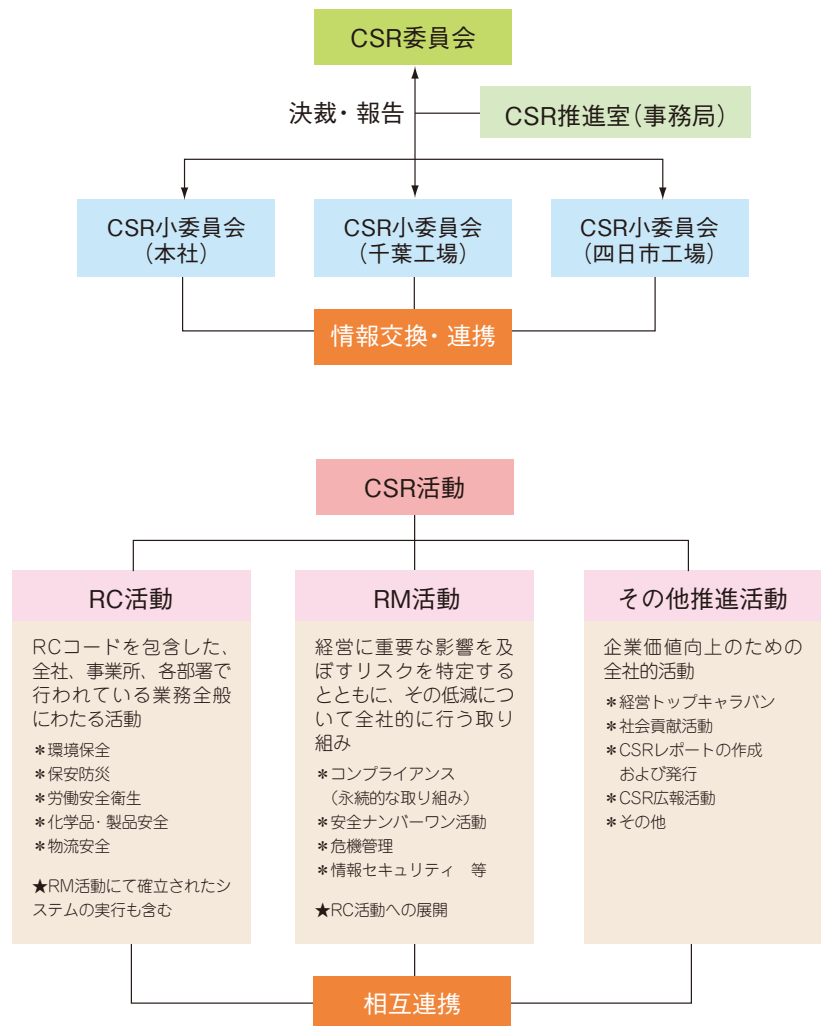 CSR委員会
決裁・報告
CSR推進室(事務局)
CSR小委員会
(本社)
CSR小委員会
(千葉工場)
CSR小委員会
(四日市工場)
情報交換・連携
CSR活動
RC活動
RCコードを包含した、
全社、事業所、各部署で
行われている業務全般
にわたる活動
＊環境保全
＊保安防災
＊労働安全衛生
＊化学品・製品安全
＊物流安全
★RM活動にて確立されたシ
ステムの実行も含む
RM活動
経営に重要な影響を及
ぼすリスクを特定する
とともに、その低減につ
いて全社的に行う取り
組み
＊コンプライアンス
(永続的な取り組み)
＊安全ナンバーワン活動
＊危機管理
＊情報セキュリティ　等
★RC活動への展開
その他推進活動
企業価値向上のための
全社的活動
＊経営トップキャラバン
＊社会貢献活動
＊CSRレポートの作成
および発行
＊CSR広報活動
＊その他
相互連携